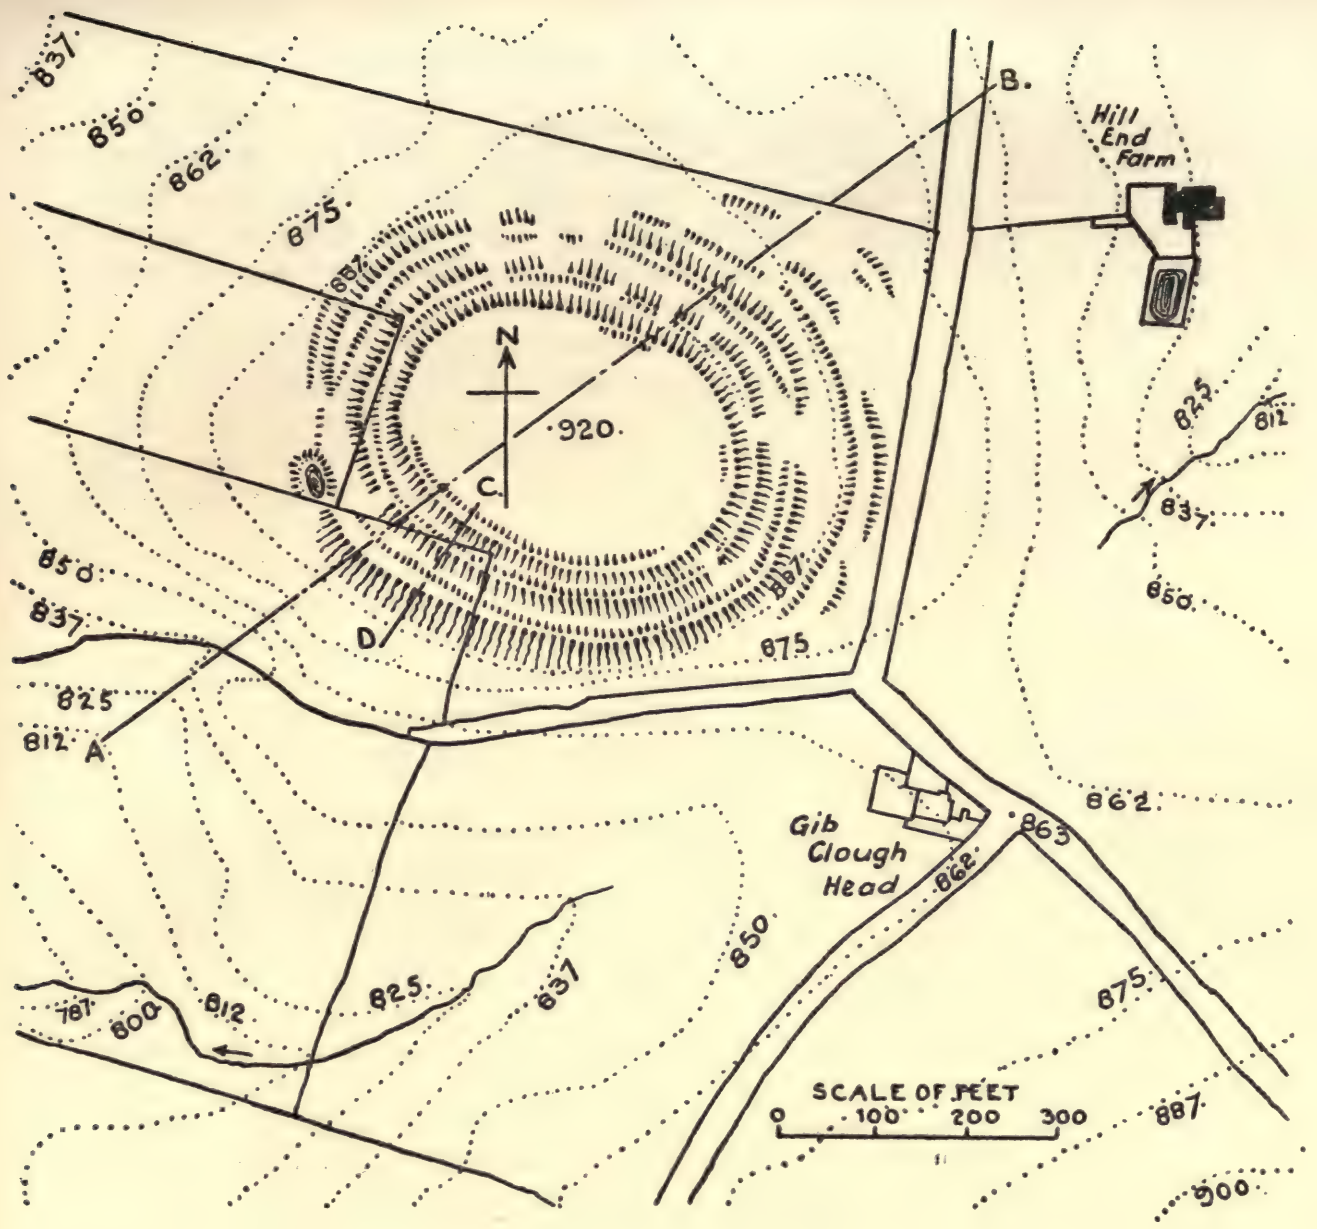 837.
B.
850.
Hill
End
Farm
862.
875.
887.
N
825.
812
920.
C.
837.
850.
850.
837.
D
887.
875
825
812.
A
862.
863
Gib
Clough
Head
862.
850.
825.
837
875.
787.
800.
812
SCALE OF FEET
0 100 200 300
887.
900.